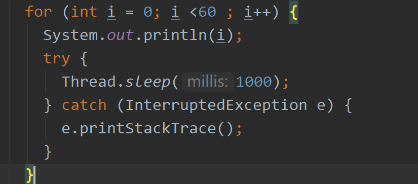 for (int i = 0; i <60 ; i++) {
System.out.println(i);
try {
Thread.sleep( millis: 1000);
} catch (InterruptedException e) {
e.printStackTrace();
}
}